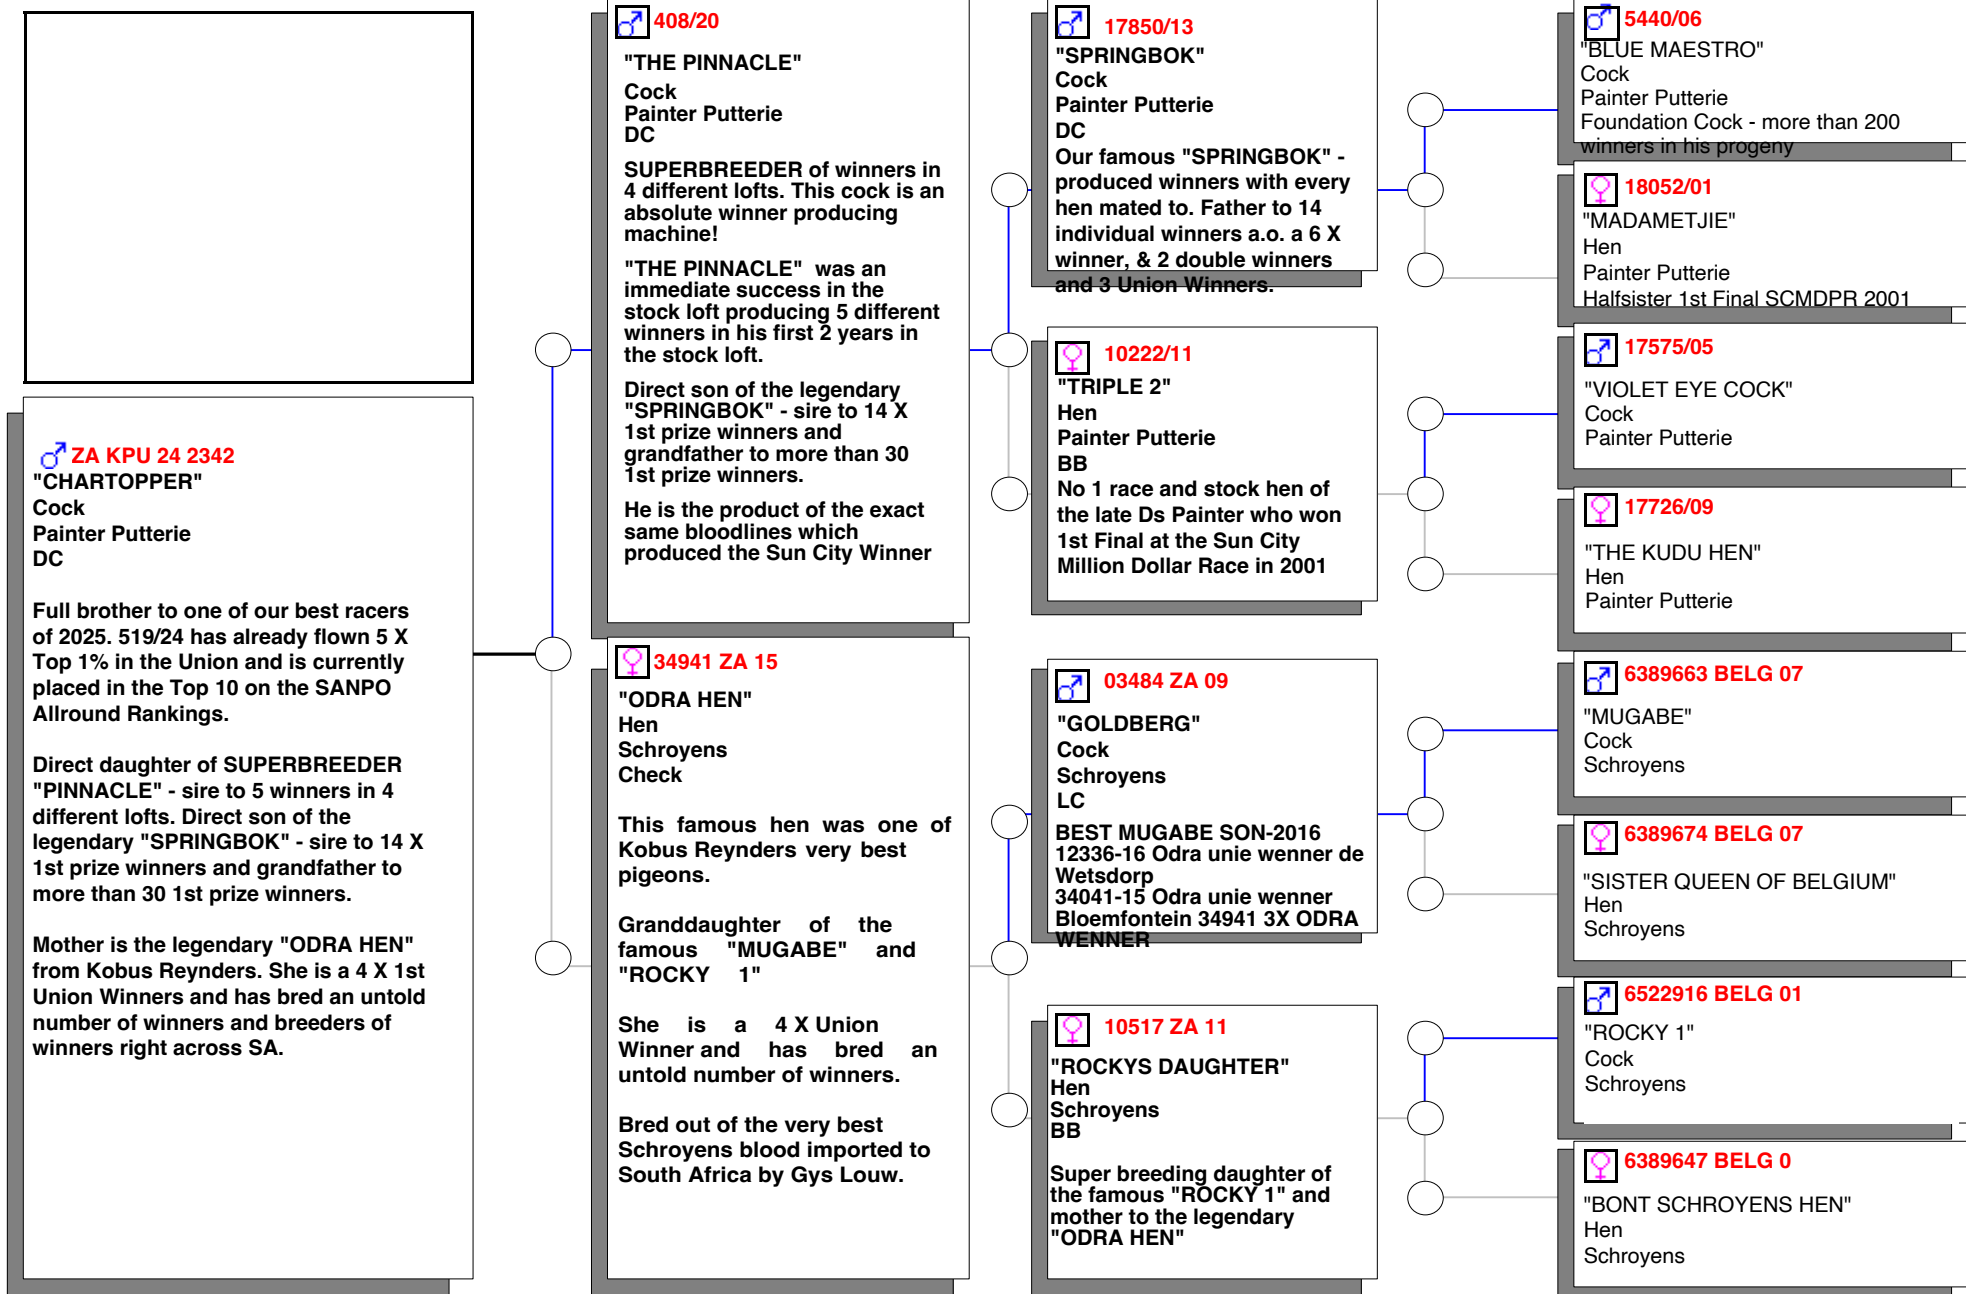 ZA KPU 24 2342
"CHARTOPPER"
Cock
Painter Putterie
DC
Full brother to one of our best racers
of 2025. 519/24 has already flown 5 X
Top 1% in the Union and is currently
placed in the Top 10 on the SANPO
Allround Rankings.
Direct daughter of SUPERBREEDER
"PINNACLE" - sire to 5 winners in 4
different lofts. Direct son of the
legendary "SPRINGBOK" - sire to 14 X
1st prize winners and grandfather to
more than 30 1st prize winners.
Mother is the legendary "ODRA HEN"
from Kobus Reynders. She is a 4 X 1st
Union Winners and has bred an untold
number of winners and breeders of
winners right across SA.
408/20
"THE PINNACLE"
Cock
Painter Putterie
DC
SUPERBREEDER of winners in
4 different lofts. This cock is an
absolute winner producing
machine!
"THE PINNACLE" was an
immediate success in the
stock loft producing 5 different
winners in his first 2 years in
the stock loft.
Direct son of the legendary
"SPRINGBOK" - sire to 14 X
1st prize winners and
grandfather to more than 30
1st prize winners.
He is the product of the exact
same bloodlines which
produced the Sun City Winner
34941 ZA 15
"ODRA HEN"
Hen
Schroyens
Check
This famous hen was one of
Kobus Reynders very best
pigeons.
Granddaughter of the
famous "MUGABE" and
"ROCKY 1"
She is a 4 X Union
Winner and has bred an
untold number of winners.
Bred out of the very best
Schroyens blood imported to
South Africa by Gys Louw.
17850/13
"SPRINGBOK"
Cock
Painter Putterie
DC
Our famous "SPRINGBOK" -
produced winners with every
hen mated to. Father to 14
individual winners a.o. a 6 X
winner, & 2 double winners
and 3 Union Winners.
10222/11
"TRIPLE 2"
Hen
Painter Putterie
BB
No 1 race and stock hen of
the late Ds Painter who won
1st Final at the Sun City
Million Dollar Race in 2001
03484 ZA 09
"GOLDBERG"
Cock
Schroyens
LC
BEST MUGABE SON-2016
12336-16 Odra unie wenner de
Wetsdorp
34041-15 Odra unie wenner
Bloemfontein 34941 3X ODRA
WENNER
10517 ZA 11
"ROCKYS DAUGHTER"
Hen
Schroyens
BB
Super breeding daughter of
the famous "ROCKY 1" and
mother to the legendary
"ODRA HEN"
5440/06
"BLUE MAESTRO"
Cock
Painter Putterie
Foundation Cock - more than 200
winners in his progeny
18052/01
"MADAMETJIE"
Hen
Painter Putterie
Halfsister 1st Final SCMDPR 2001
17575/05
"VIOLET EYE COCK"
Cock
Painter Putterie
17726/09
"THE KUDU HEN"
Hen
Painter Putterie
6389663 BELG 07
"MUGABE"
Cock
Schroyens
6389674 BELG 07
"SISTER QUEEN OF BELGIUM"
Hen
Schroyens
6522916 BELG 01
"ROCKY 1"
Cock
Schroyens
6389647 BELG 0
"BONT SCHROYENS HEN"
Hen
Schroyens